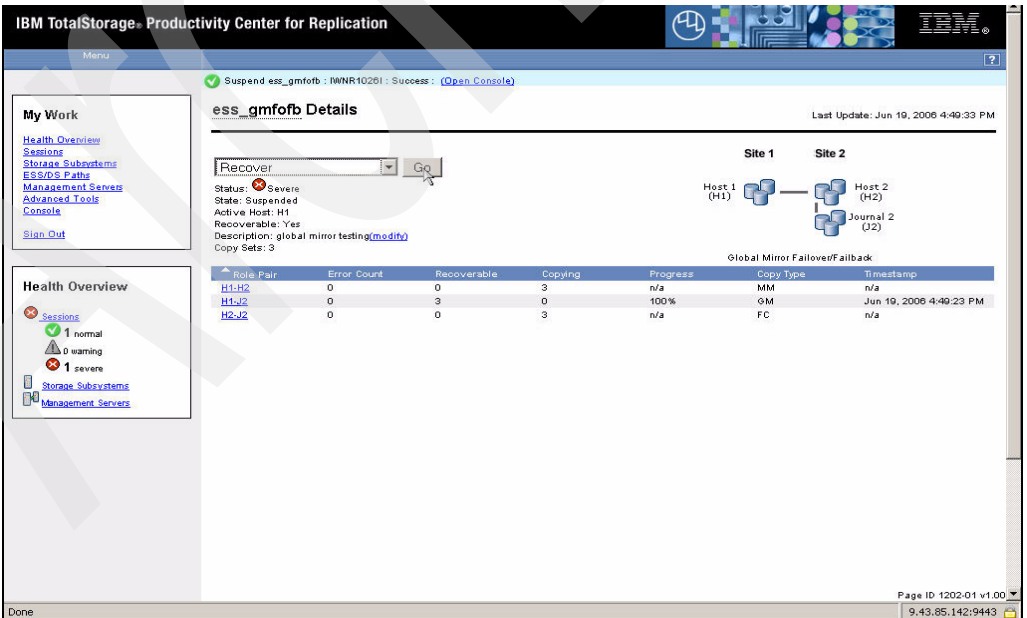 IBM TotalStorage® Productivity Center for Replication
IBM®
Menu
?
Suspend ess_gmfofb : IWNR1026I : Success : (Open Console)
My Work
Health Overview
Sessions
Storage Subsystems
ESS/DS Paths
Management Servers
Advanced Tools
Console
Sign Out
Health Overview
Sessions
1 normal
0 warning
1 severe
Storage Subsystems
Management Servers
ess_gmfofb Details
Last Update: Jun 19, 2006 4:49:33 PM
Recover Go
Status: Severe
State: Suspended
Active Host: H1
Recoverable: Yes
Description: global mirror testing(modify)
Copy Sets: 3
Site 1 Site 2
Host 1 (H1)
Host 2 (H2)
Journal 2 (J2)
Global Mirror Failover/Failback
Role Pair Error Count Recoverable Copying Progress Copy Type Timestamp
H1-H2 0 0 3 n/a MM n/a
H1-J2 0 3 0 100% GM Jun 19, 2006 4:49:23 PM
H2-J2 0 0 3 n/a FC n/a
Page ID 1202-01 v1.00
Done
9.43.85.142:9443